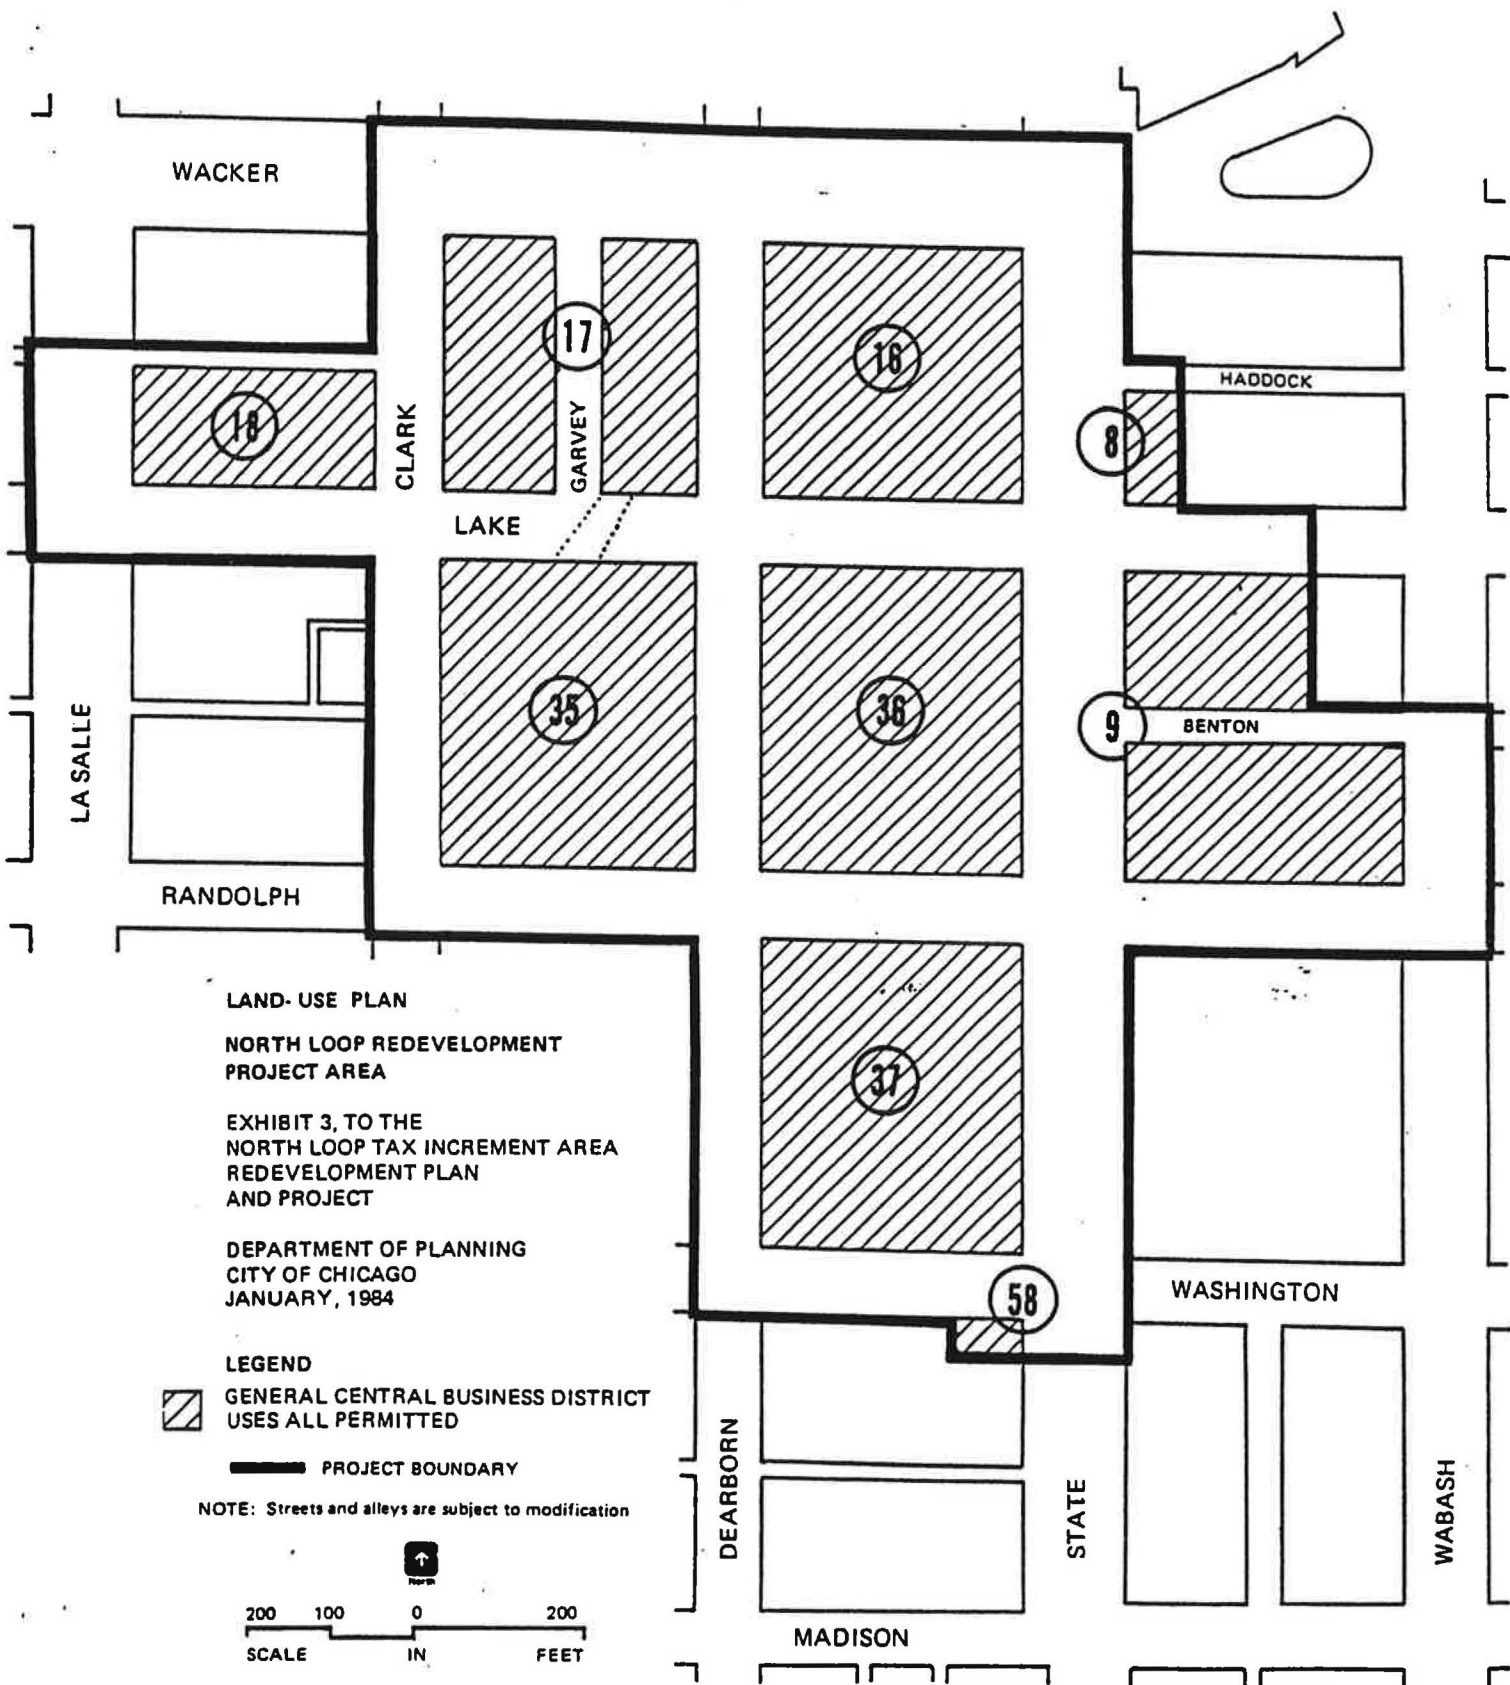 WACKER
17
16
HADDOCK
18
CLARK
GARVEY
8
LAKE
35
36
9
BENTON
LA SALLE
RANDOLPH
LAND- USE PLAN
NORTH LOOP REDEVELOPMENT
PROJECT AREA
37
EXHIBIT 3, TO THE
NORTH LOOP TAX INCREMENT AREA
REDEVELOPMENT PLAN
AND PROJECT
DEPARTMENT OF PLANNING
CITY OF CHICAGO
JANUARY, 1984
58
WASHINGTON
LEGEND
GENERAL CENTRAL BUSINESS DISTRICT
USES ALL PERMITTED
PROJECT BOUNDARY
NOTE: Streets and alleys are subject to modification
DEARBORN
STATE
WABASH
North
200 100 0 200
SCALE IN FEET
MADISON